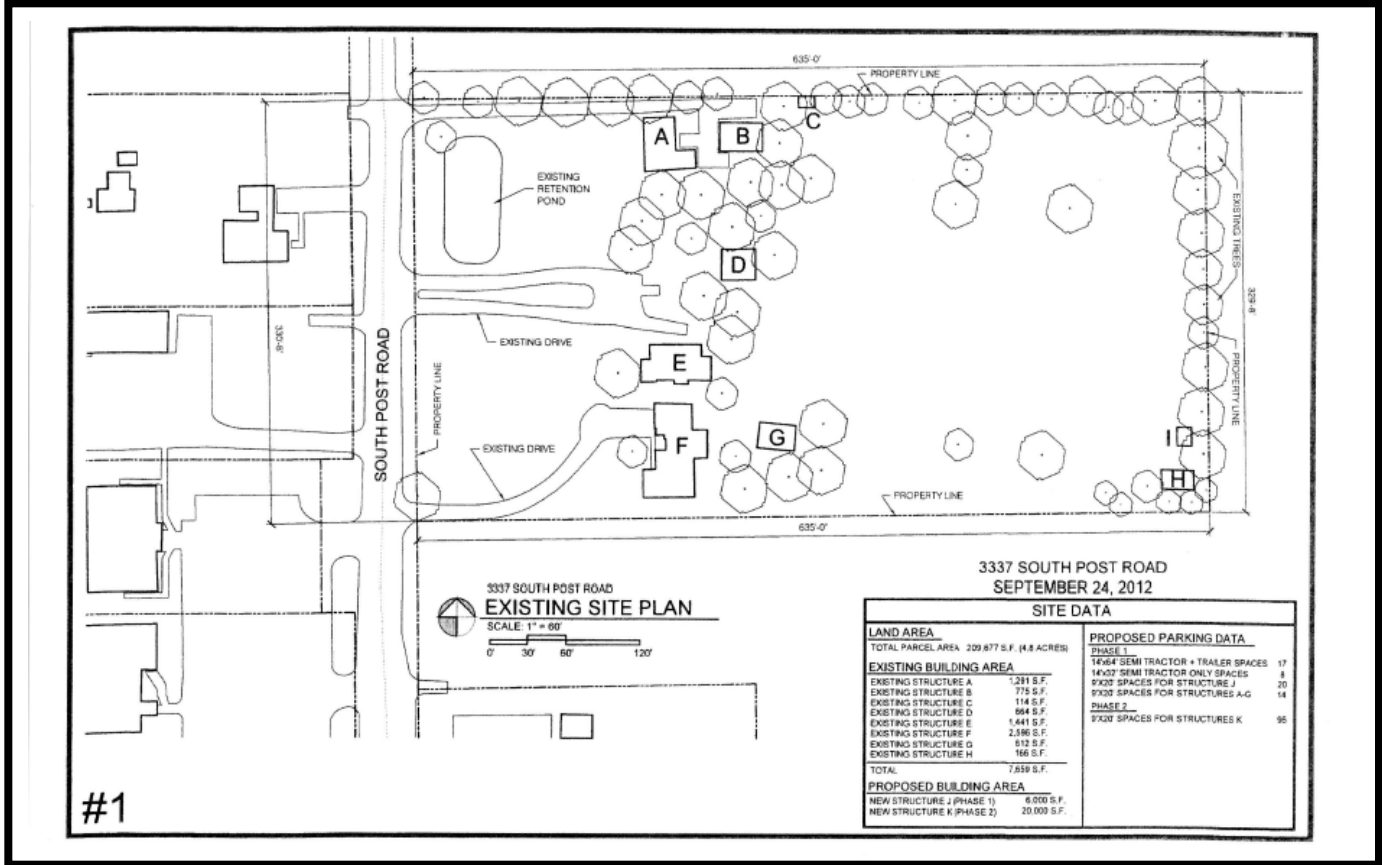 635'-0"
PROPERTY LINE
A
B
C
EXISTING
RETENTION
POND
EXISTING TREES
D
329'-8"
330'-8"
EXISTING DRIVE
SOUTH POST ROAD
PROPERTY LINE
E
PROPERTY LINE
EXISTING DRIVE
F
G
I
H
PROPERTY LINE
635'-0"
3337 SOUTH POST ROAD
EXISTING SITE PLAN
SCALE: 1" = 60'
0' 30' 60' 120'
3337 SOUTH POST ROAD
SEPTEMBER 24, 2012
SITE DATA
LAND AREA
TOTAL PARCEL AREA 209,677 S.F. (4.8 ACRES)
EXISTING BUILDING AREA
EXISTING STRUCTURE A 1,291 S.F.
EXISTING STRUCTURE B 775 S.F.
EXISTING STRUCTURE C 114 S.F.
EXISTING STRUCTURE D 664 S.F.
EXISTING STRUCTURE E 1,441 S.F.
EXISTING STRUCTURE F 2,596 S.F.
EXISTING STRUCTURE G 612 S.F.
EXISTING STRUCTURE H 166 S.F.
TOTAL 7,659 S.F.
PROPOSED BUILDING AREA
NEW STRUCTURE J (PHASE 1) 6,000 S.F.
NEW STRUCTURE K (PHASE 2) 20,000 S.F.
PROPOSED PARKING DATA
PHASE 1
14'x64' SEMI TRACTOR + TRAILER SPACES 17
14'x32' SEMI TRACTOR ONLY SPACES 8
9'X20' SPACES FOR STRUCTURE J 20
9'X20' SPACES FOR STRUCTURES A-G 14
PHASE 2
9'X20' SPACES FOR STRUCTURES K 96
#1